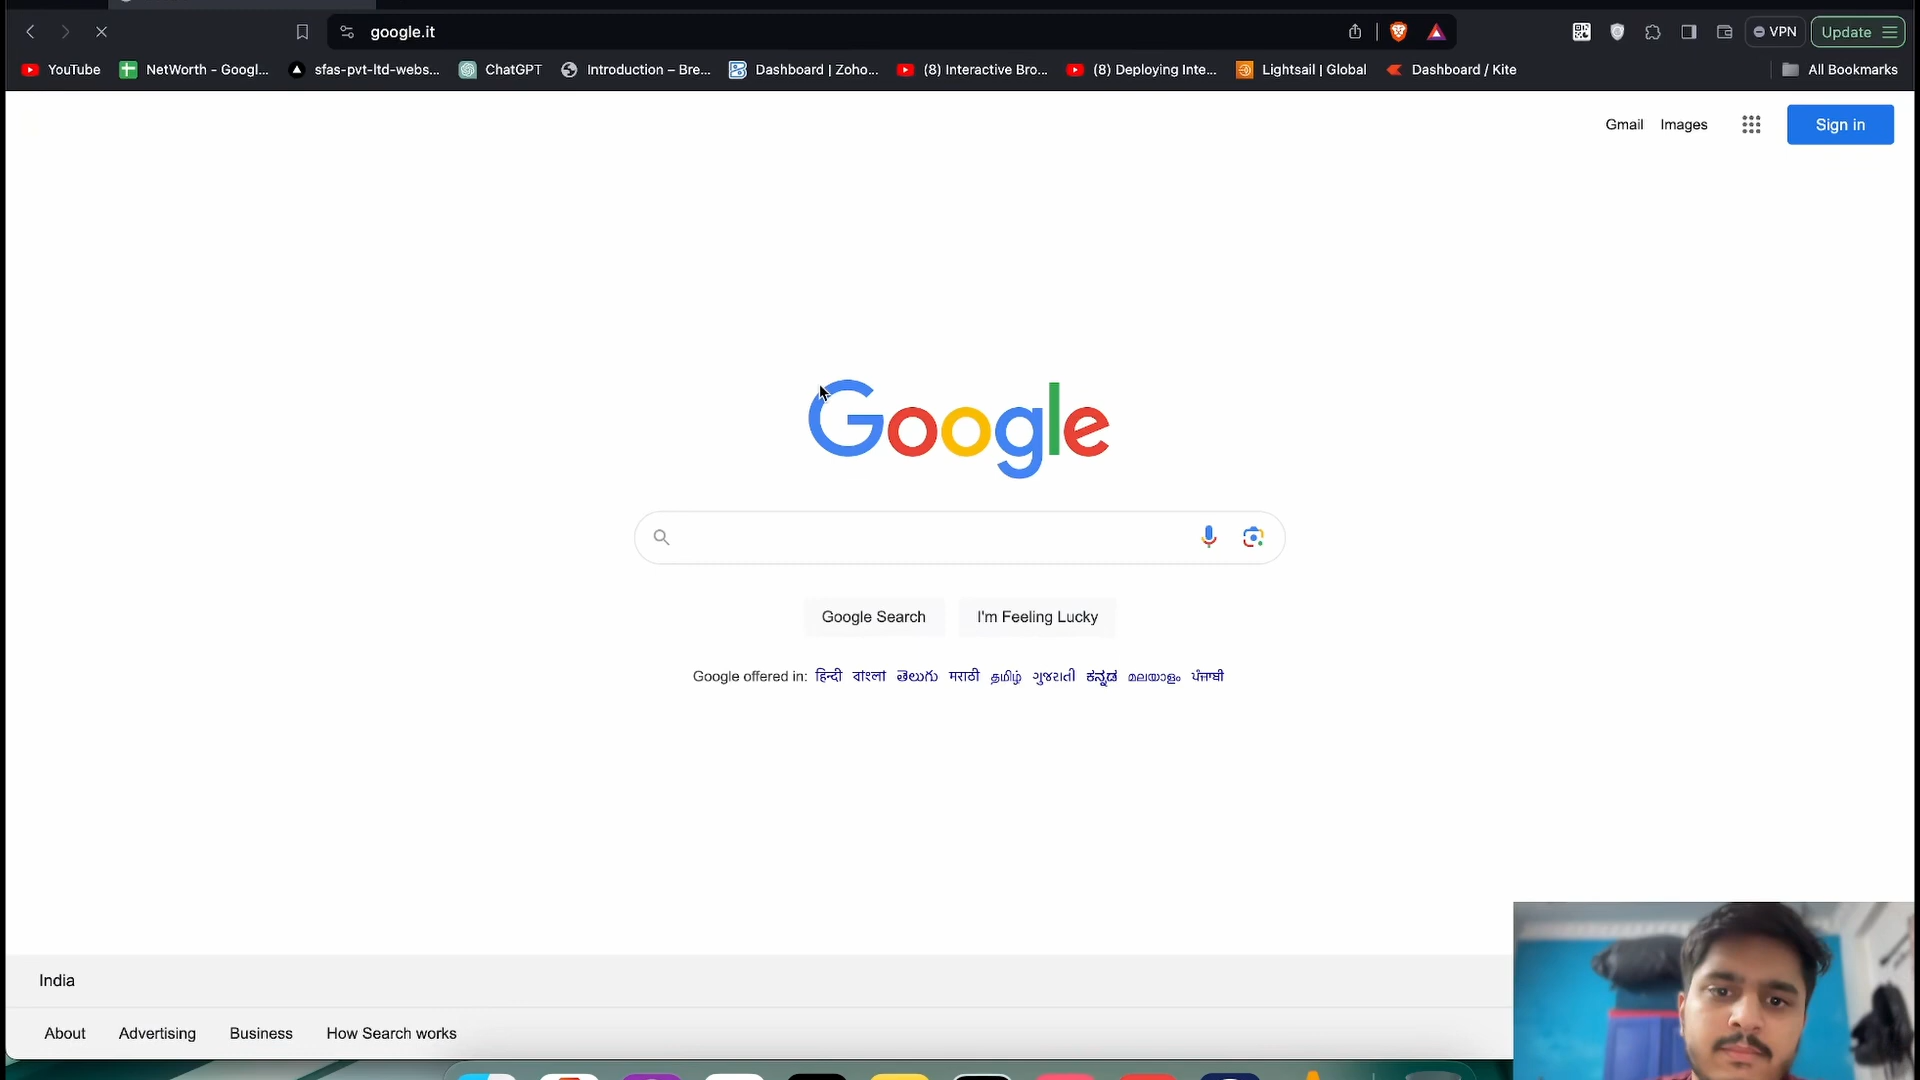 google.it
VPN
Update
YouTube
NetWorth - Googl...
sfas-pvt-ltd-webs...
ChatGPT
Introduction – Bre...
Dashboard | Zoho...
(8) Interactive Bro...
(8) Deploying Inte...
Lightsail | Global
Dashboard / Kite
All Bookmarks
Gmail
Images
Sign in
Google
Google Search
I'm Feeling Lucky
Google offered in: हिन्दी বাংলা తెలుగు मराठी தமிழ் ગુજરાતી ಕನ್ನಡ മലയാളം ਪੰਜਾਬੀ
India
About
Advertising
Business
How Search works